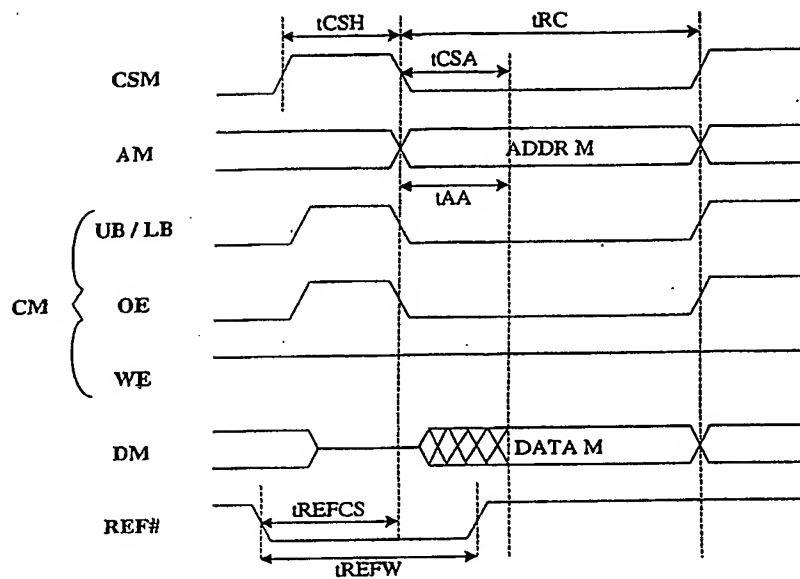 tCSH
tRC
CSM
tCSA
AM
ADDR M
tAA
UB / LB
CM
OE
WE
DM
DATA M
REF#
tREFCS
tREFW